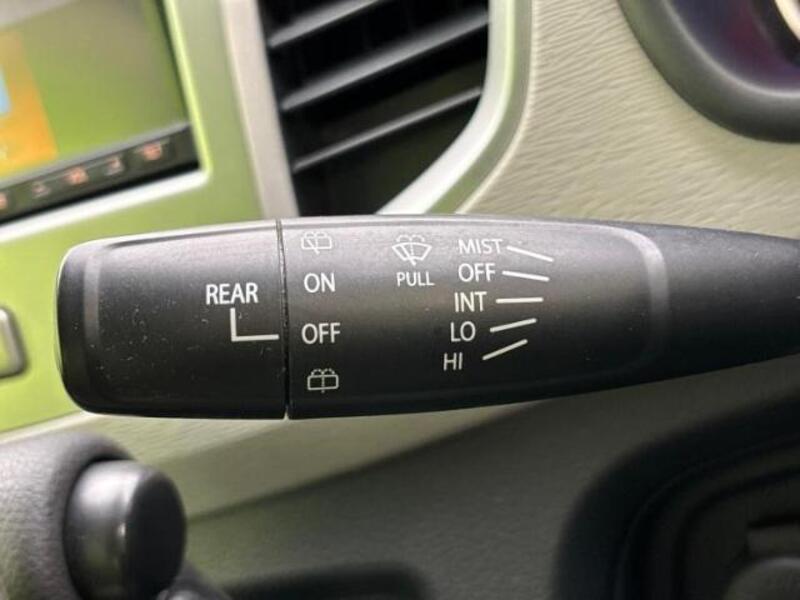 REAR
ON
OFF
PULL
MIST
OFF
INT
LO
HI